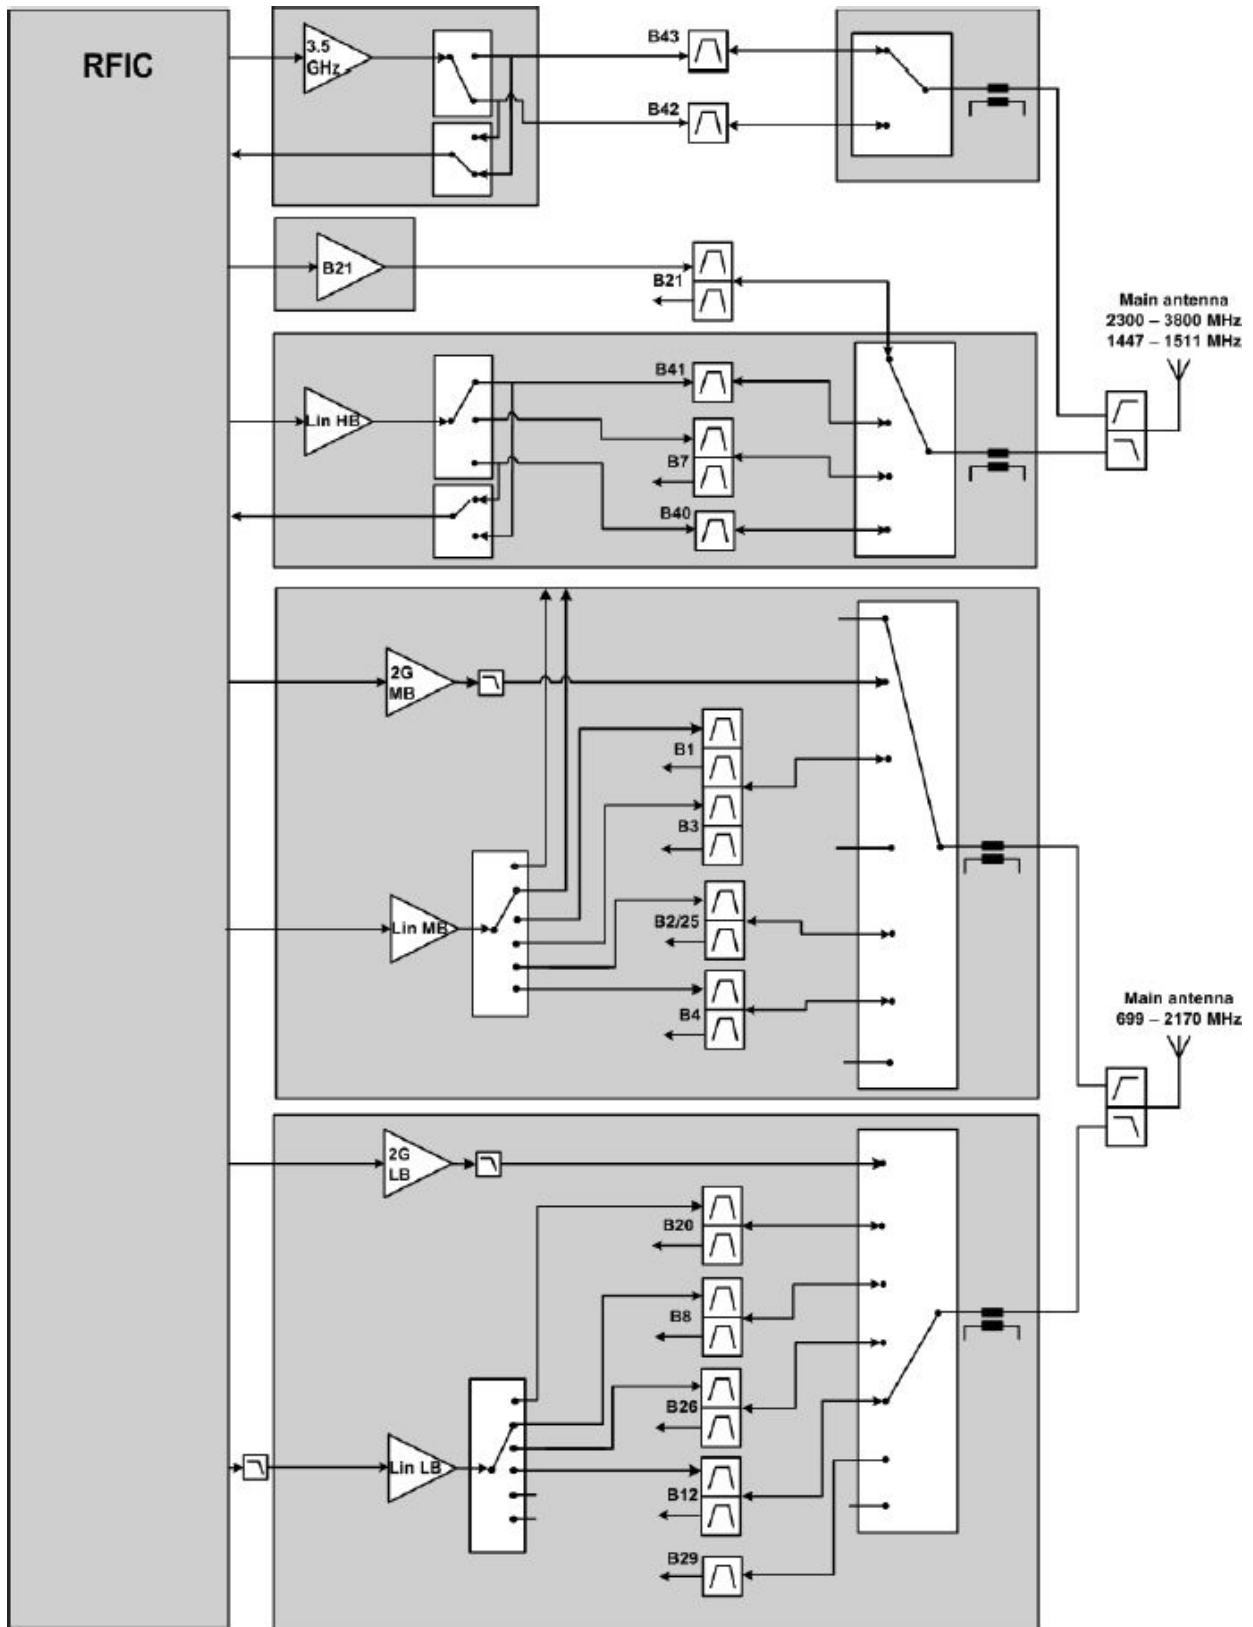 RFIC
3.5
GHz
B43
B42
B21
B21
Main antenna
2300 – 3800 MHz
1447 – 1511 MHz
B41
Lin HB
B7
B40
2G
MB
B1
B3
Lin MB
B2/25
B4
Main antenna
699 – 2170 MHz
2G
LB
B20
B8
B26
Lin LB
B12
B29